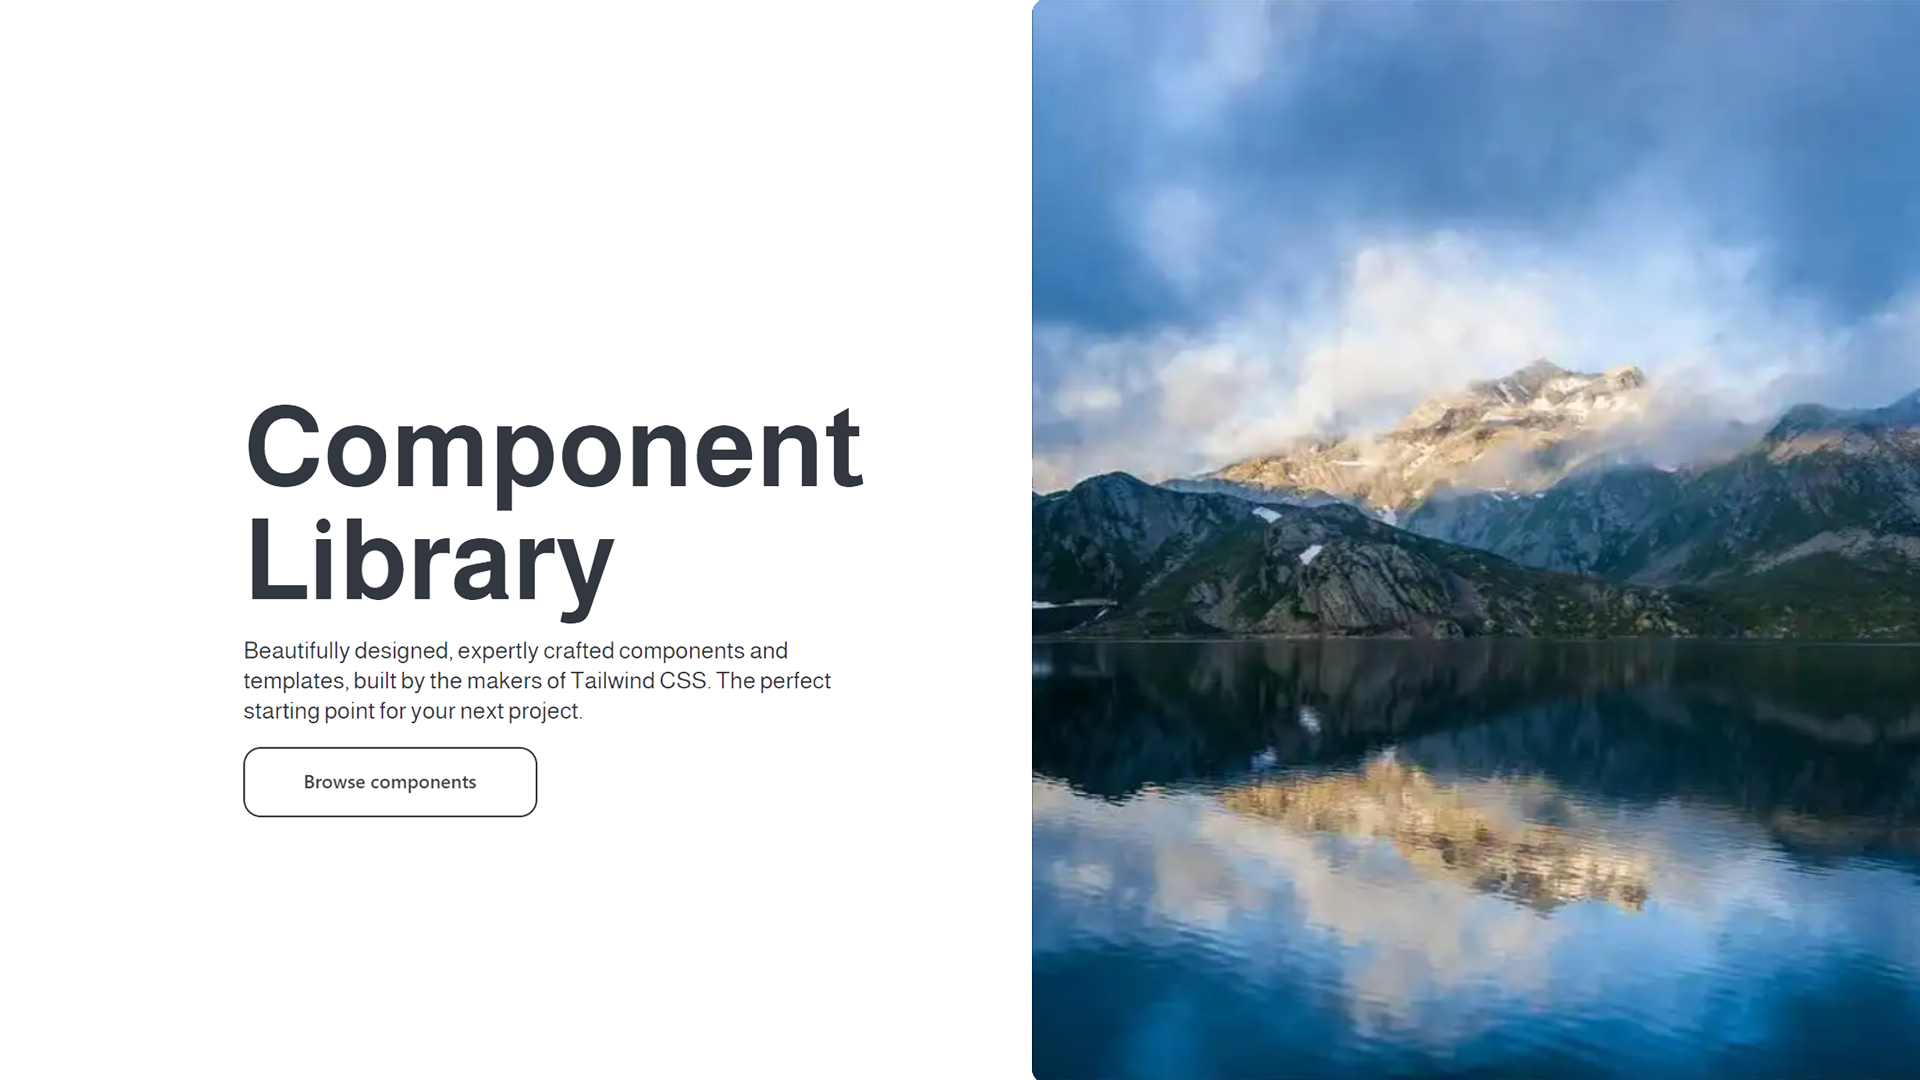 Component
Library
Beautifully designed, expertly crafted components and
templates, built by the makers of Tailwind CSS. The perfect
starting point for your next project.
Browse components